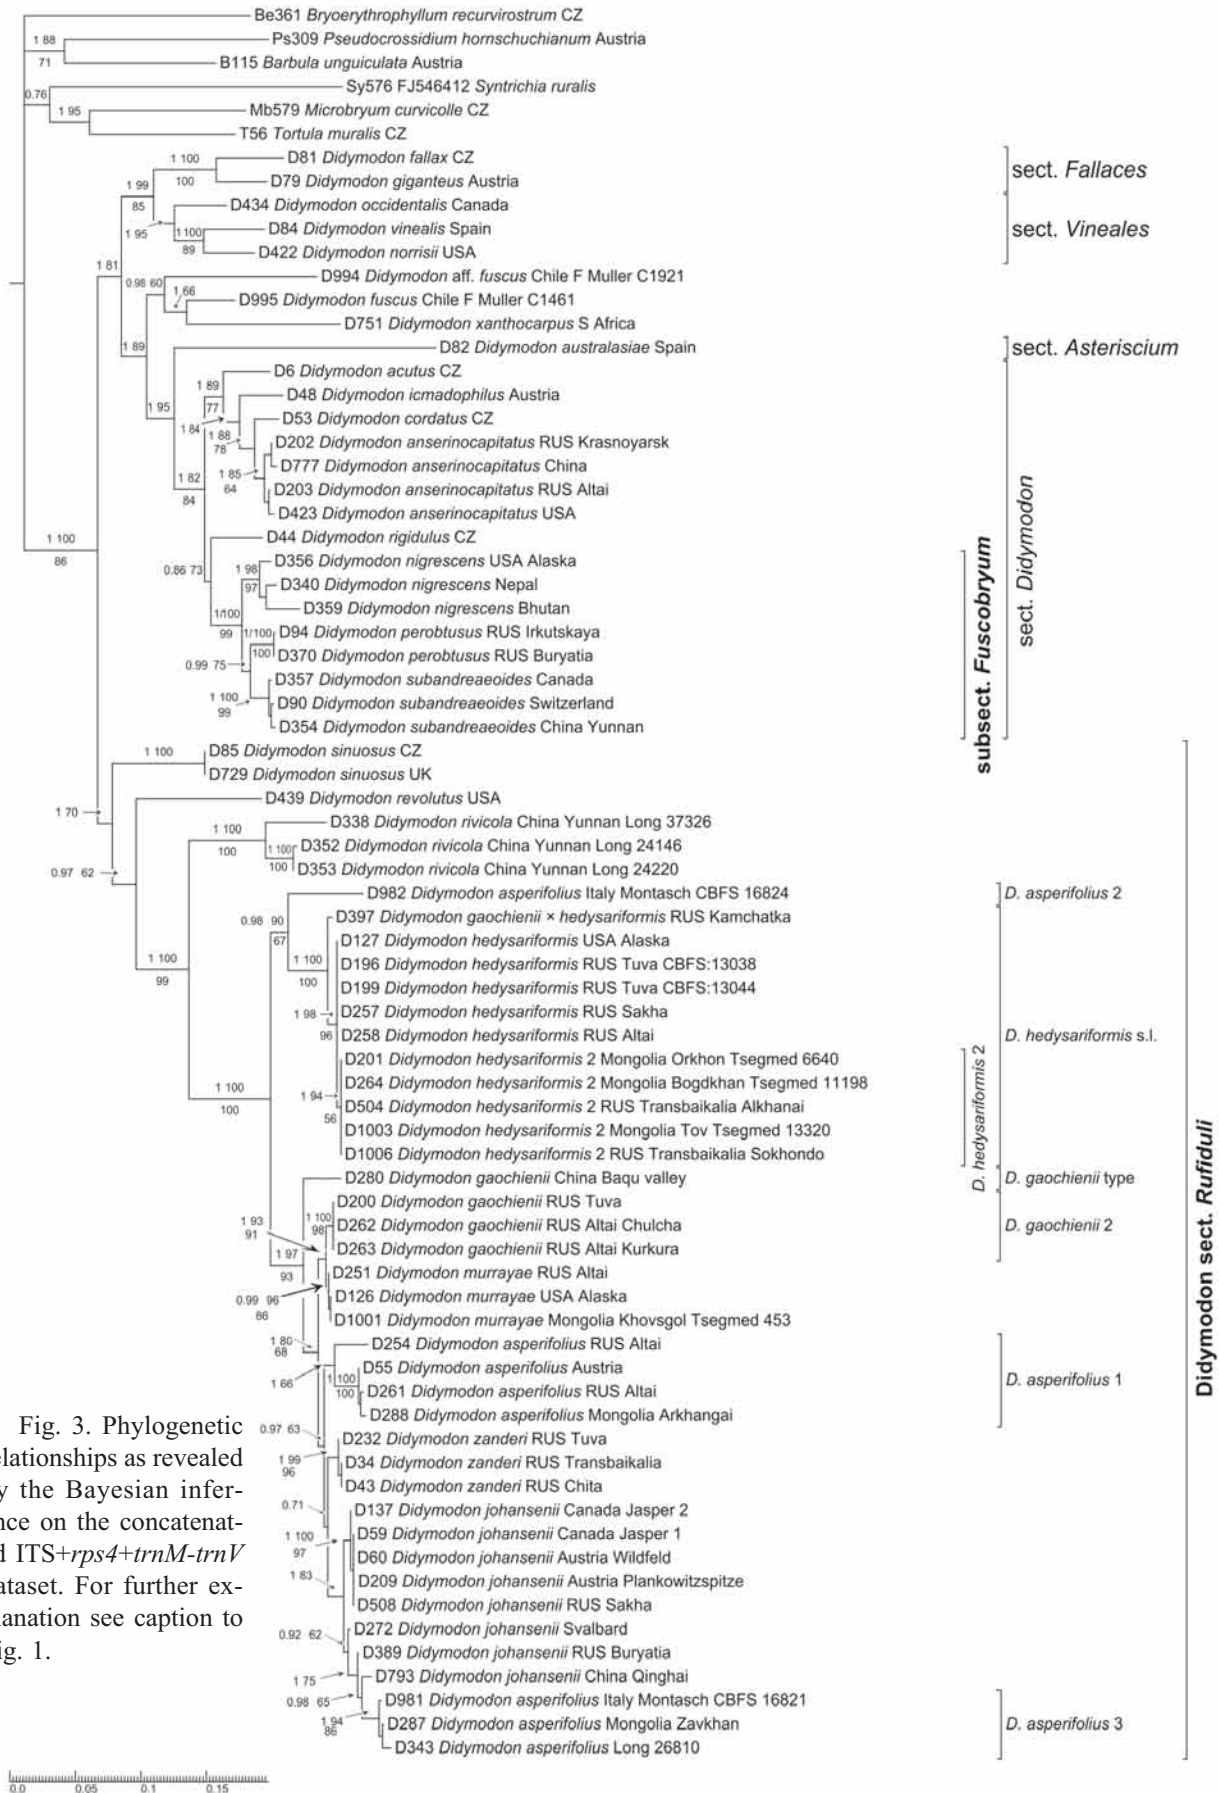 Be361 Bryoerythrophyllum recurvirostrum CZ
1 88
71
Ps309 Pseudocrossidium hornschuchianum Austria
B115 Barbula unguiculata Austria
0.76
Sy576 FJ546412 Syntrichia ruralis
1 95
Mb579 Microbryum curvicolle CZ
T56 Tortula muralis CZ
1 100
100
D81 Didymodon fallax CZ
D79 Didymodon giganteus Austria
sect. Fallaces
1 99
85
D434 Didymodon occidentalis Canada
1 95
1 100
89
D84 Didymodon vinealis Spain
D422 Didymodon norrisii USA
sect. Vineales
1 81
0.98 60
D994 Didymodon aff. fuscus Chile F Muller C1921
1 66
D995 Didymodon fuscus Chile F Muller C1461
D751 Didymodon xanthocarpus S Africa
1 89
D82 Didymodon australasiae Spain
sect. Asteriscium
1 95
1 89
77
D6 Didymodon acutus CZ
D48 Didymodon icmadophilus Austria
1 84
1 88
78
D53 Didymodon cordatus CZ
D202 Didymodon anserinocapitatus RUS Krasnoyarsk
D777 Didymodon anserinocapitatus China
1 85
64
D203 Didymodon anserinocapitatus RUS Altai
D423 Didymodon anserinocapitatus USA
1 82
84
sect. Didymodon
1 100
86
D44 Didymodon rigidulus CZ
0.86 73
1 98
97
D356 Didymodon nigrescens USA Alaska
D340 Didymodon nigrescens Nepal
D359 Didymodon nigrescens Bhutan
1/100
99
1/100
100
D94 Didymodon perobtusus RUS Irkutskaya
D370 Didymodon perobtusus RUS Buryatia
0.99 75
D357 Didymodon subandreaeoides Canada
1 100
99
D90 Didymodon subandreaeoides Switzerland
D354 Didymodon subandreaeoides China Yunnan
subsect. Fuscobryum
1 100
D85 Didymodon sinuosus CZ
D729 Didymodon sinuosus UK
1 70
D439 Didymodon revolutus USA
1 100
100
D338 Didymodon rivicola China Yunnan Long 37326
1 100
100
D352 Didymodon rivicola China Yunnan Long 24146
D353 Didymodon rivicola China Yunnan Long 24220
0.97 62
D982 Didymodon asperifolius Italy Montasch CBFS 16824
D. asperifolius 2
0.98 90
67
D397 Didymodon gaochienii × hedysariformis RUS Kamchatka
D127 Didymodon hedysariformis USA Alaska
1 100
99
1 100
100
D196 Didymodon hedysariformis RUS Tuva CBFS:13038
D199 Didymodon hedysariformis RUS Tuva CBFS:13044
1 98
96
D257 Didymodon hedysariformis RUS Sakha
D258 Didymodon hedysariformis RUS Altai
D. hedysariformis s.l.
D201 Didymodon hedysariformis 2 Mongolia Orkhon Tsegmed 6640
D264 Didymodon hedysariformis 2 Mongolia Bogdkhan Tsegmed 11198
1 100
100
1 94
56
D504 Didymodon hedysariformis 2 RUS Transbaikalia Alkhanai
D1003 Didymodon hedysariformis 2 Mongolia Tov Tsegmed 13320
D1006 Didymodon hedysariformis 2 RUS Transbaikalia Sokhondo
D. hedysariformis 2
D280 Didymodon gaochienii China Baqu valley
D. gaochienii type
D200 Didymodon gaochienii RUS Tuva
1 93
91
1 100
98
D262 Didymodon gaochienii RUS Altai Chulcha
D. gaochienii 2
D263 Didymodon gaochienii RUS Altai Kurkura
1 97
93
D251 Didymodon murrayae RUS Altai
0.99 96
86
D126 Didymodon murrayae USA Alaska
D1001 Didymodon murrayae Mongolia Khovsgol Tsegmed 453
Didymodon sect. Rufiduli
1 80
68
D254 Didymodon asperifolius RUS Altai
D55 Didymodon asperifolius Austria
1 66
1 100
100
D261 Didymodon asperifolius RUS Altai
D288 Didymodon asperifolius Mongolia Arkhangai
D. asperifolius 1
0.97 63
D232 Didymodon zanderi RUS Tuva
1 99
96
D34 Didymodon zanderi RUS Transbaikalia
D43 Didymodon zanderi RUS Chita
0.71
D137 Didymodon johansenii Canada Jasper 2
D59 Didymodon johansenii Canada Jasper 1
1 100
97
D60 Didymodon johansenii Austria Wildfeld
1 83
D209 Didymodon johansenii Austria Plankowitzspitze
D508 Didymodon johansenii RUS Sakha
D272 Didymodon johansenii Svalbard
0.92 62
D389 Didymodon johansenii RUS Buryatia
1 75
D793 Didymodon johansenii China Qinghai
0.98 65
D981 Didymodon asperifolius Italy Montasch CBFS 16821
1 94
86
D287 Didymodon asperifolius Mongolia Zavkhan
D343 Didymodon asperifolius Long 26810
D. asperifolius 3
Fig. 3. Phylogenetic
elationships as revealed
y the Bayesian infer-
nce on the concatenat-
d ITS+rps4+trnM-trnV
ataset. For further ex-
lanation see caption to
ig. 1.
0.0 0.05 0.1 0.15